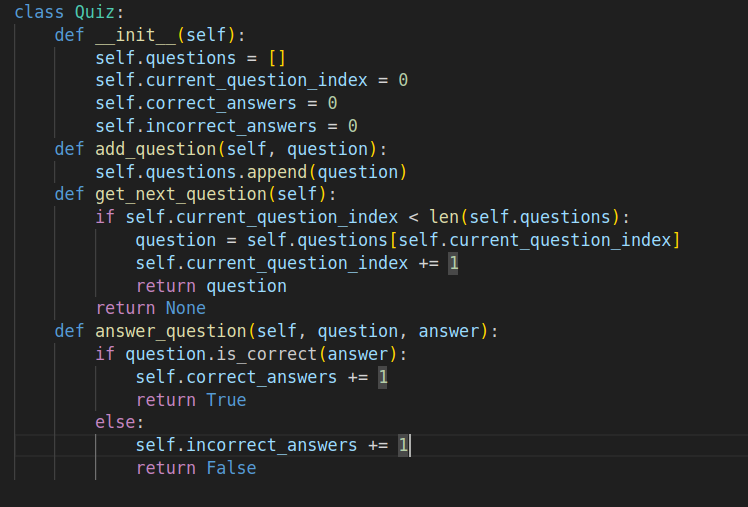 class Quiz:
    def __init__(self):
        self.questions = []
        self.current_question_index = 0
        self.correct_answers = 0
        self.incorrect_answers = 0
    def add_question(self, question):
        self.questions.append(question)
    def get_next_question(self):
        if self.current_question_index < len(self.questions):
            question = self.questions[self.current_question_index]
            self.current_question_index += 1
            return question
        return None
    def answer_question(self, question, answer):
        if question.is_correct(answer):
            self.correct_answers += 1
            return True
        else:
            self.incorrect_answers += 1
            return False